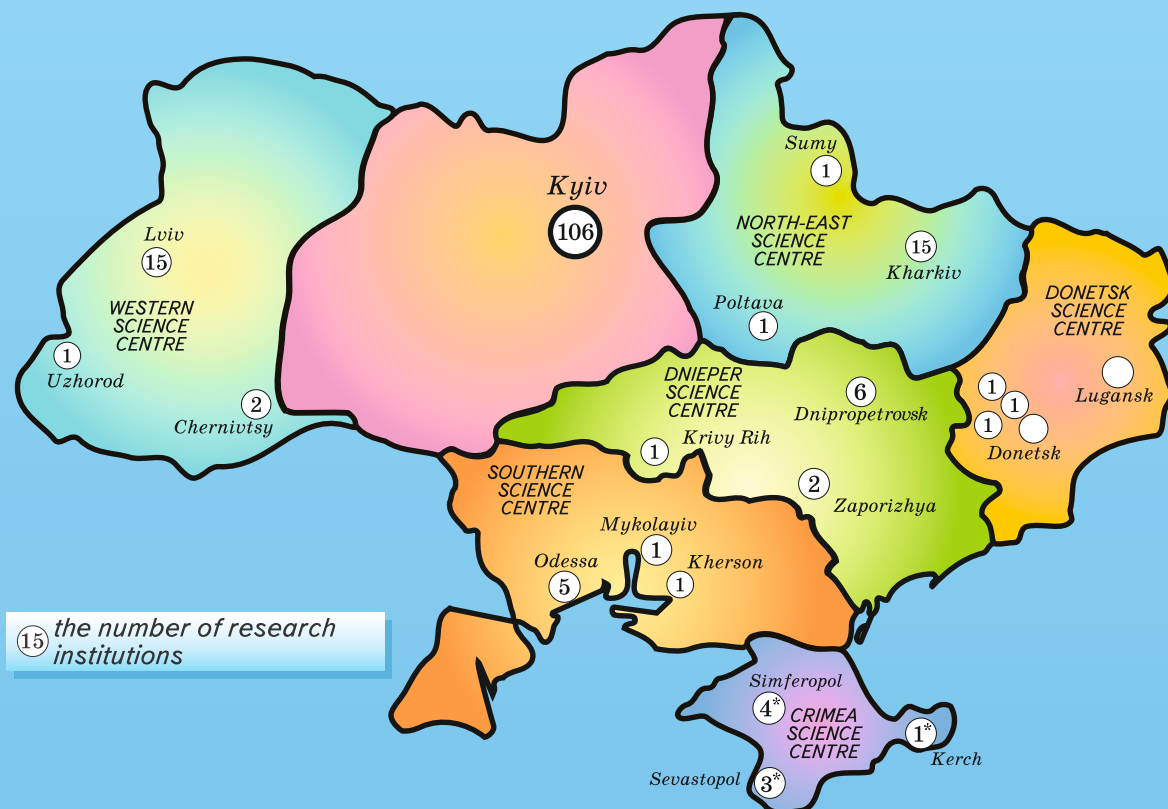 Sumy
1
Kyiv
106
NORTH-EAST
SCIENCE
CENTRE
15
Kharkiv
Poltava
1
Lviv
15
WESTERN
SCIENCE
CENTRE
1
Uzhorod
2
Chernivtsy
DONETSK
SCIENCE
CENTRE
Lugansk
1
1
1
Donetsk
DNIEPER
SCIENCE
CENTRE
6
Dnipropetrovsk
1
Krivy Rih
2
Zaporizhya
SOUTHERN
SCIENCE
CENTRE
Mykolayiv
1
Odessa
5
Kherson
1
15 the number of research
institutions
Simferopol
4*
CRIMEA
SCIENCE
CENTRE
1*
Kerch
Sevastopol
3*